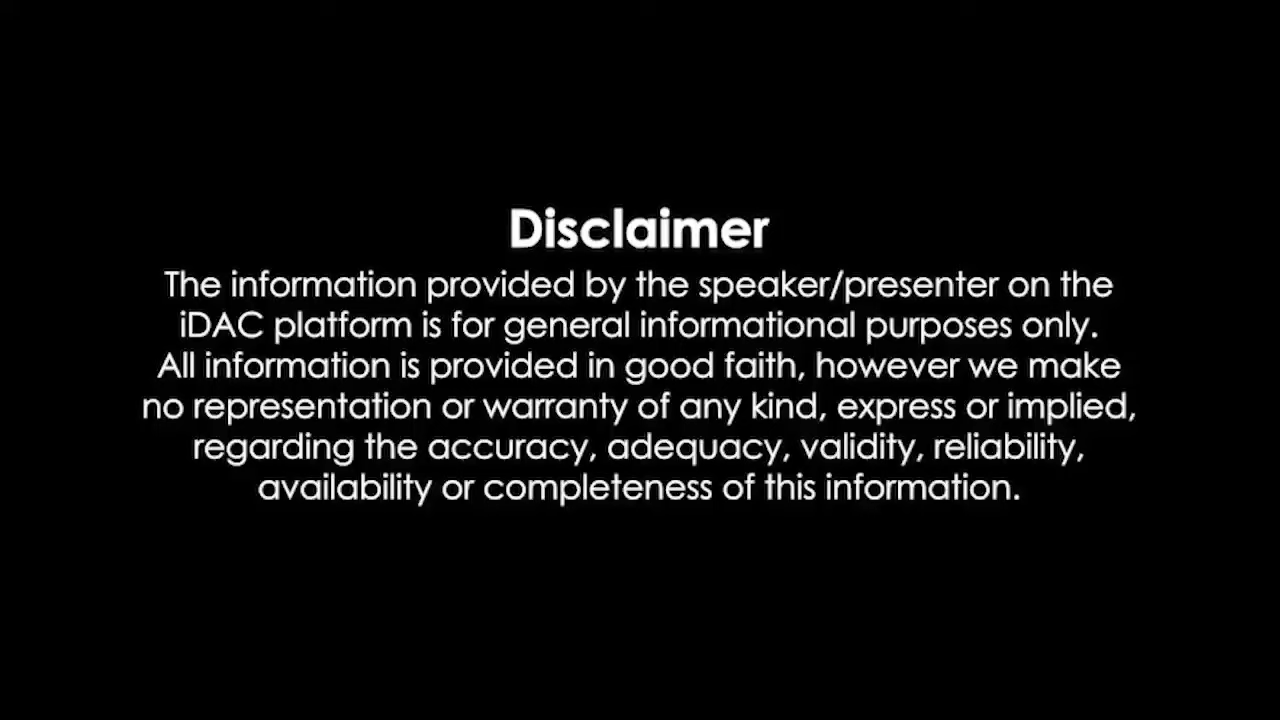 Disclaimer
The information provided by the speaker/presenter on the
iDAC platform is for general informational purposes only.
All information is provided in good faith, however we make
no representation or warranty of any kind, express or implied,
regarding the accuracy, adequacy, validity, reliability,
availability or completeness of this information.